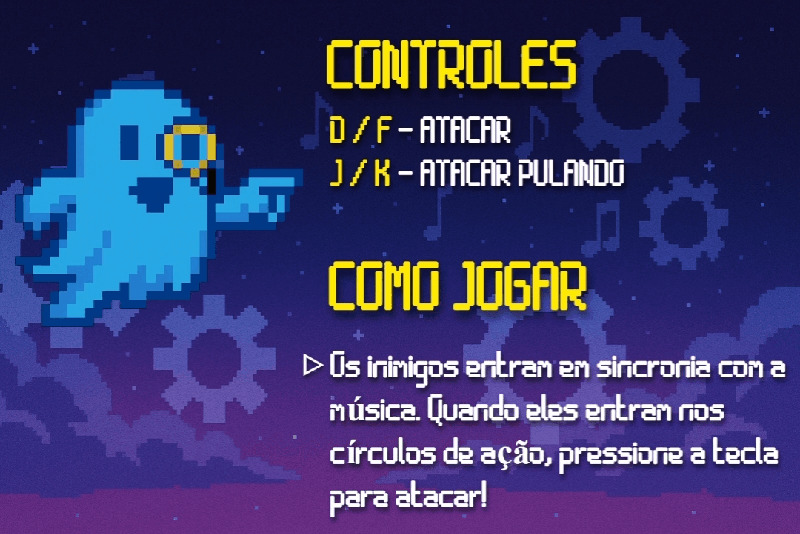 CONTROLES
D / F - ATACAR
J / K - ATACAR PULANDO
COMO JOGAR
Os inimigos entram em sincronia com a
música. Quando eles entram nos
círculos de ação, pressione a tecla
para atacar!